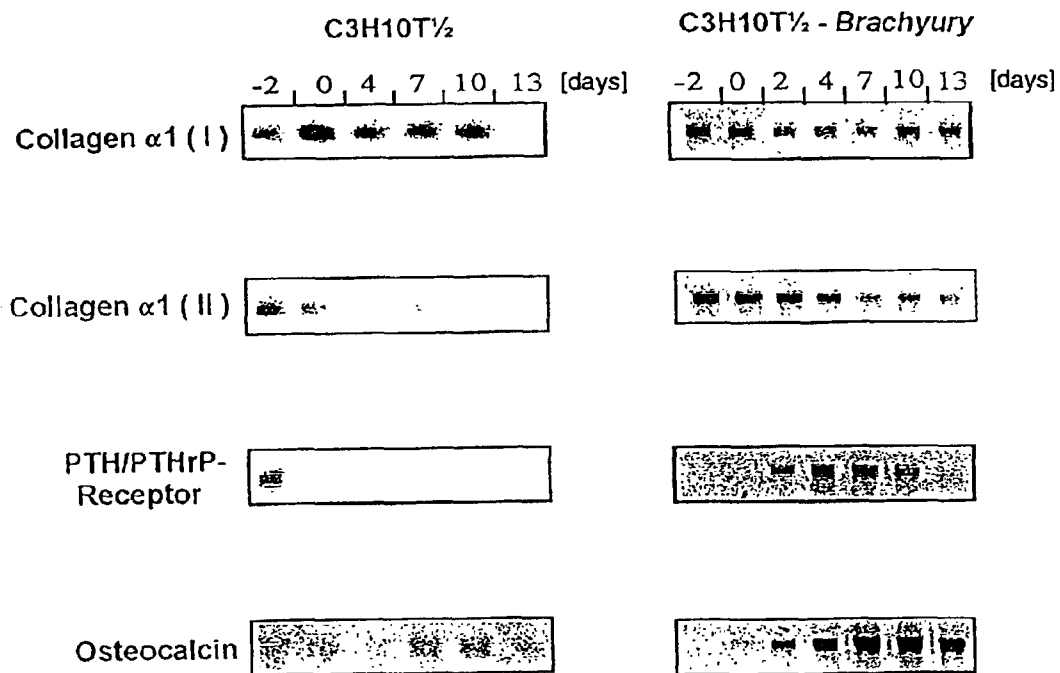 C3H10T½
C3H10T½ - Brachyury
-2 0 4 7 10 13 [days]
-2 0 2 4 7 10 13 [days]
Collagen α1 ( I )
Collagen α1 ( II )
PTH/PTHrP-
Receptor
Osteocalcin